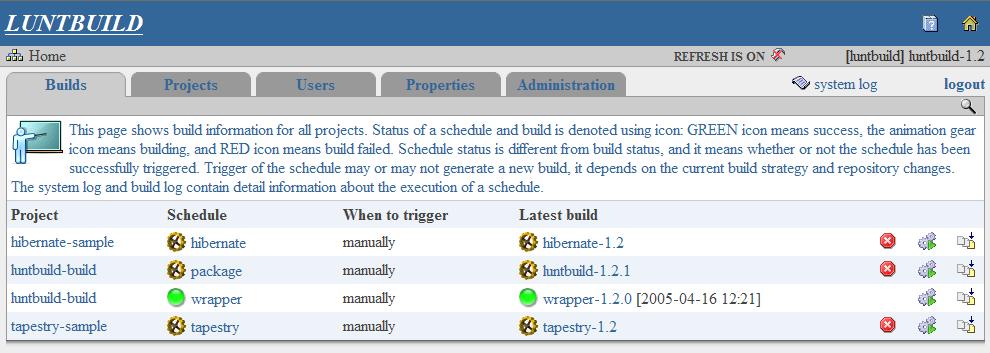 LUNTBUILD
Home REFRESH IS ON [luntbuild] luntbuild-1.2
Builds Projects Users Properties Administration system log logout
This page shows build information for all projects. Status of a schedule and build is denoted using icon: GREEN icon means success, the animation gear
icon means building, and RED icon means build failed. Schedule status is different from build status, and it means whether or not the schedule has been
successfully triggered. Trigger of the schedule may or may not generate a new build, it depends on the current build strategy and repository changes.
The system log and build log contain detail information about the execution of a schedule.
Project Schedule When to trigger Latest build
hibernate-sample hibernate manually hibernate-1.2
luntbuild-build package manually luntbuild-1.2.1
luntbuild-build wrapper manually wrapper-1.2.0 [2005-04-16 12:21]
tapestry-sample tapestry manually tapestry-1.2